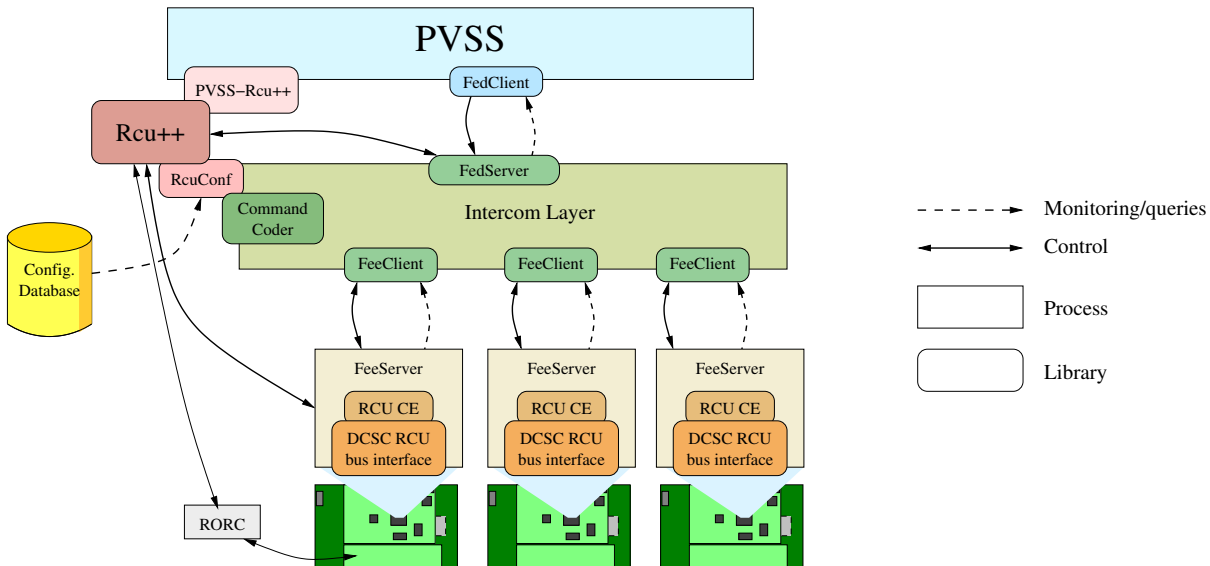 PVSS
PVSS–Rcu++
FedClient
Rcu++
FedServer
RcuConf
Command
Coder
Intercom Layer
Monitoring/queries
Control
Config.
Database
FeeClient
FeeClient
FeeClient
Process
FeeServer
FeeServer
FeeServer
Library
RCU CE
RCU CE
RCU CE
DCSC RCU
bus interface
DCSC RCU
bus interface
DCSC RCU
bus interface
RORC